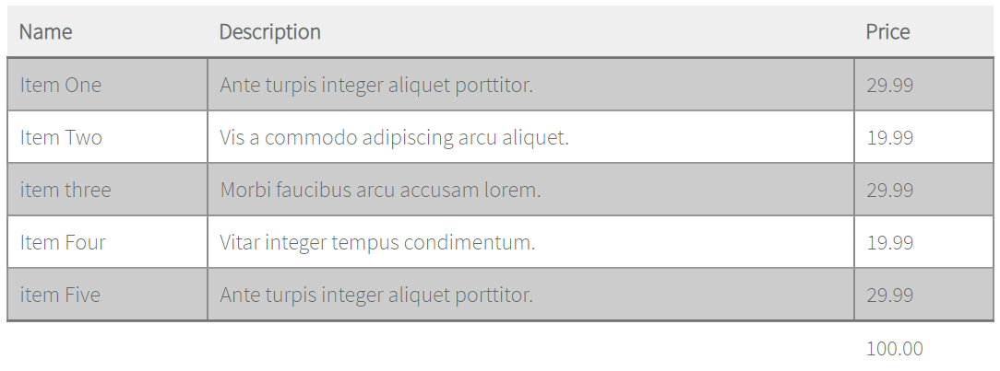 Name Description Price
Item One Ante turpis integer aliquet porttitor. 29.99
Item Two Vis a commodo adipiscing arcu aliquet. 19.99
item three Morbi faucibus arcu accusam lorem. 29.99
Item Four Vitar integer tempus condimentum. 19.99
item Five Ante turpis integer aliquet porttitor. 29.99
100.00